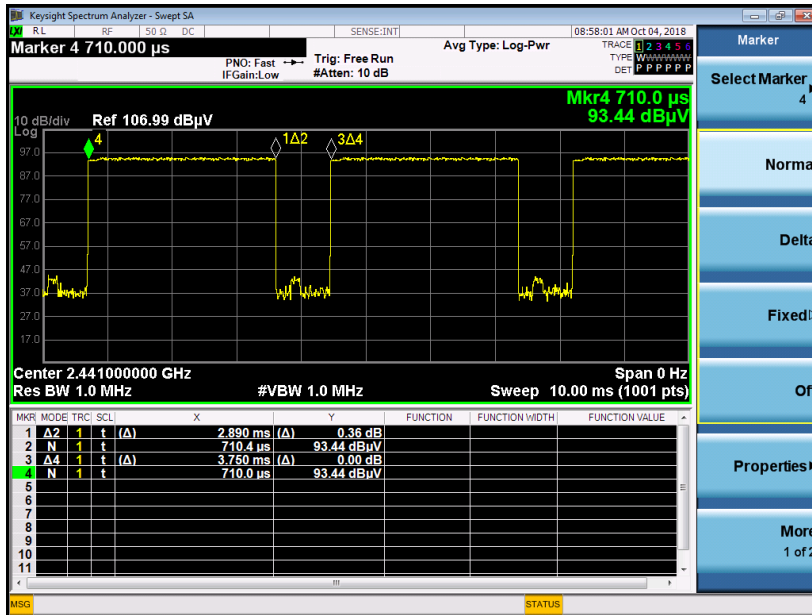 Keysight Spectrum Analyzer - Swept SA
LXI RL RF 50 Ω DC SENSE:INT 08:58:01 AM Oct 04, 2018
Marker 4 710.000 µs
PNO: Fast
IFGain:Low
Trig: Free Run
#Atten: 10 dB
Avg Type: Log-Pwr
TRACE 1 2 3 4 5 6
TYPE WWWWWW
DET P P P P P P
Mkr4 710.0 µs
93.44 dBµV
10 dB/div Ref 106.99 dBµV
Log
4 1Δ2 3Δ4
97.0
87.0
77.0
67.0
57.0
47.0
37.0
27.0
17.0
Center 2.441000000 GHz Span 0 Hz
Res BW 1.0 MHz #VBW 1.0 MHz Sweep 10.00 ms (1001 pts)
MKR MODE TRC SCL X Y FUNCTION FUNCTION WIDTH FUNCTION VALUE
1 Δ2 1 t (Δ) 2.890 ms (Δ) 0.36 dB
2 N 1 t 710.4 µs 93.44 dBµV
3 Δ4 1 t (Δ) 3.750 ms (Δ) 0.00 dB
4 N 1 t 710.0 µs 93.44 dBµV
5
6
7
8
9
10
11
MSG STATUS
Marker
Select Marker
4
Norma
Delta
Fixed
Of
Properties
More
1 of 2